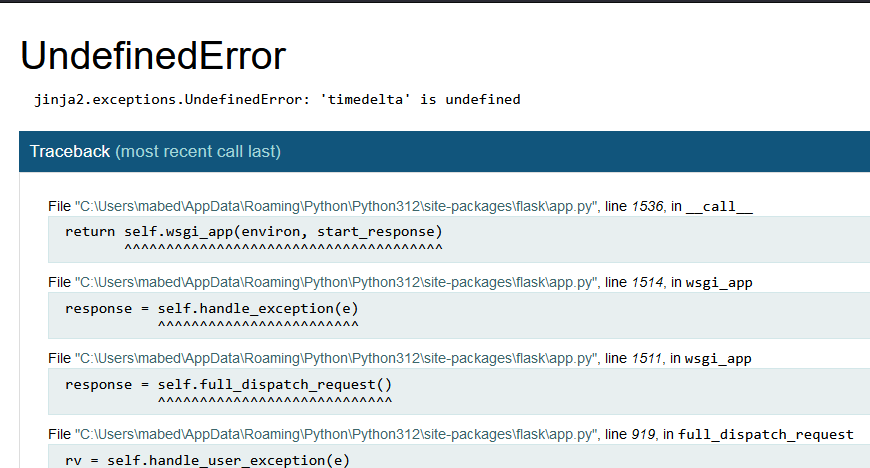 UndefinedError
jinja2.exceptions.UndefinedError: 'timedelta' is undefined
Traceback (most recent call last)
File "C:\Users\mabed\AppData\Roaming\Python\Python312\site-packages\flask\app.py", line 1536, in __call__
return self.wsgi_app(environ, start_response)
^^^^^^^^^^^^^^^^^^^^^^^^^^^^^^^^^^^^^^
File "C:\Users\mabed\AppData\Roaming\Python\Python312\site-packages\flask\app.py", line 1514, in wsgi_app
response = self.handle_exception(e)
^^^^^^^^^^^^^^^^^^^^^^^^
File "C:\Users\mabed\AppData\Roaming\Python\Python312\site-packages\flask\app.py", line 1511, in wsgi_app
response = self.full_dispatch_request()
^^^^^^^^^^^^^^^^^^^^^^^^^^^^
File "C:\Users\mabed\AppData\Roaming\Python\Python312\site-packages\flask\app.py", line 919, in full_dispatch_request
rv = self.handle_user_exception(e)